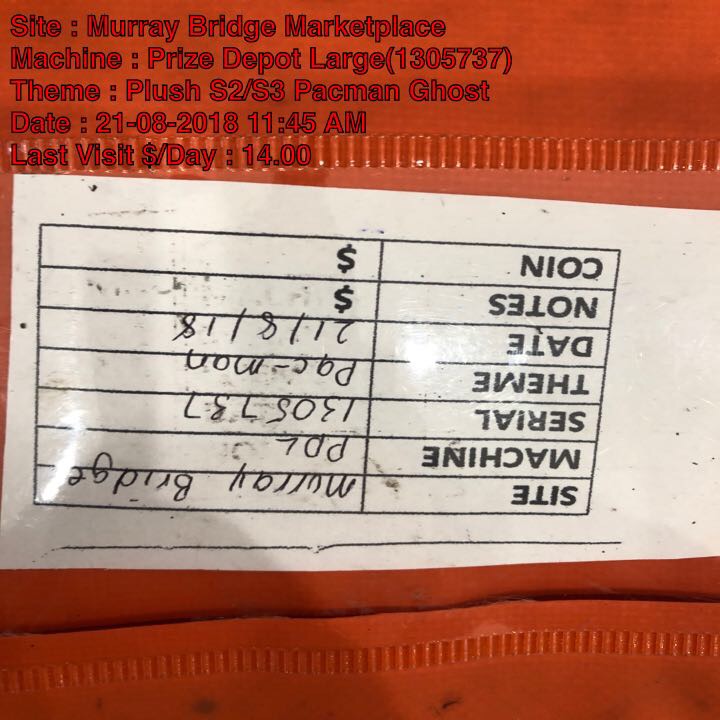 Site : Murray Bridge Marketplace
Machine : Prize Depot Large(1305737)
Theme : Plush S2/S3 Pacman Ghost
Date : 21-08-2018 11:45 AM
Last Visit $/Day : 14.00
SITE Murray Bridge
MACHINE PDL
SERIAL 1305737
THEME Pac-man
DATE 21/8/18
NOTES $
COIN $